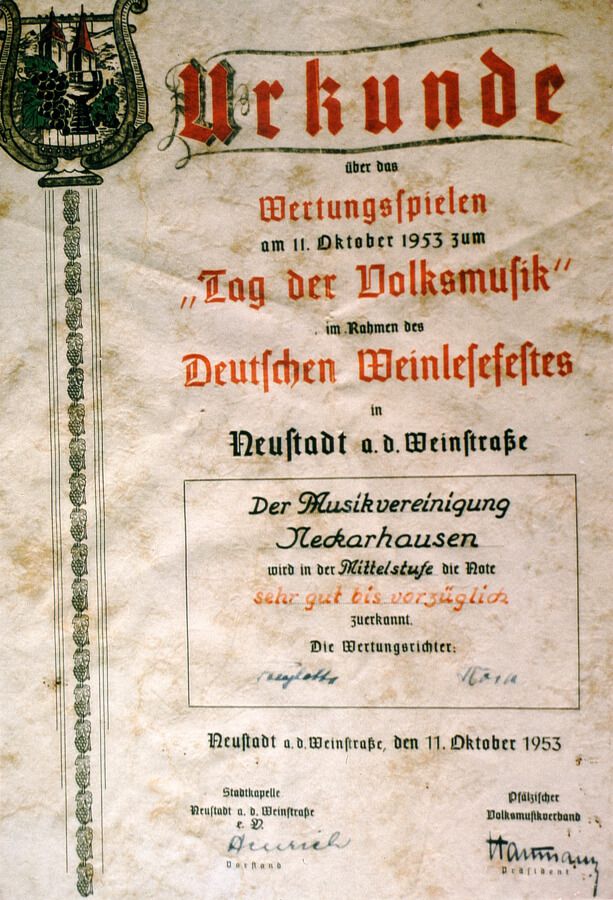 Urkunde
über das
Wertungsspielen
am 11. Oktober 1953 zum
„Tag der Volksmusik“
im Rahmen des
Deutschen Weinlesefestes
in
Neustadt a. d. Weinstraße
Der Musikvereinigung
Neckarhausen
wird in der Mittelstufe die Note
sehr gut bis vorzüglich
zuerkannt.
Die Wertungsrichter:
Neustadt a. d. Weinstraße, den 11. Oktober 1953
Stadtkapelle
Neustadt a. d. Weinstraße
e. V.
Vorstand
Pfälzischer
Volksmusikverband
Hammann
Präsident